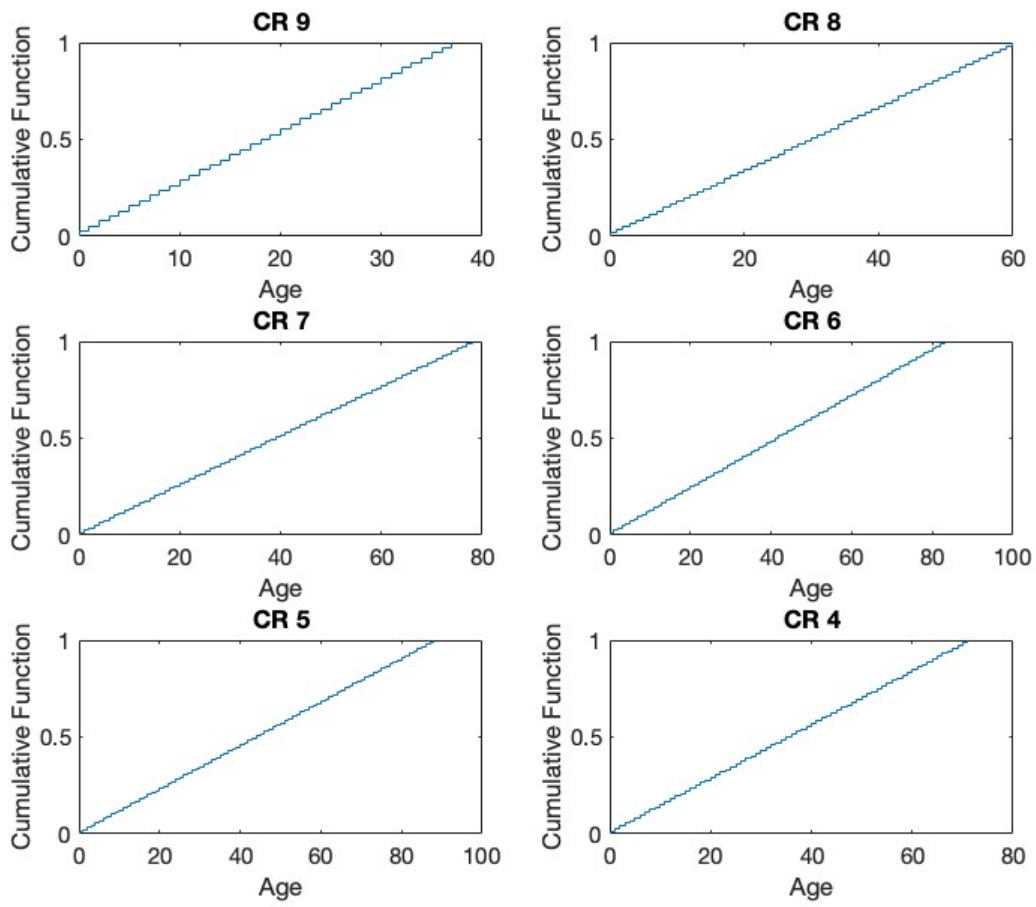 CR 9
Cumulative Function
1
0.5
0
0 10 20 30 40
Age
CR 8
Cumulative Function
1
0.5
0
0 20 40 60
Age
CR 7
Cumulative Function
1
0.5
0
0 20 40 60 80
Age
CR 6
Cumulative Function
1
0.5
0
0 20 40 60 80 100
Age
CR 5
Cumulative Function
1
0.5
0
0 20 40 60 80 100
Age
CR 4
Cumulative Function
1
0.5
0
0 20 40 60 80
Age